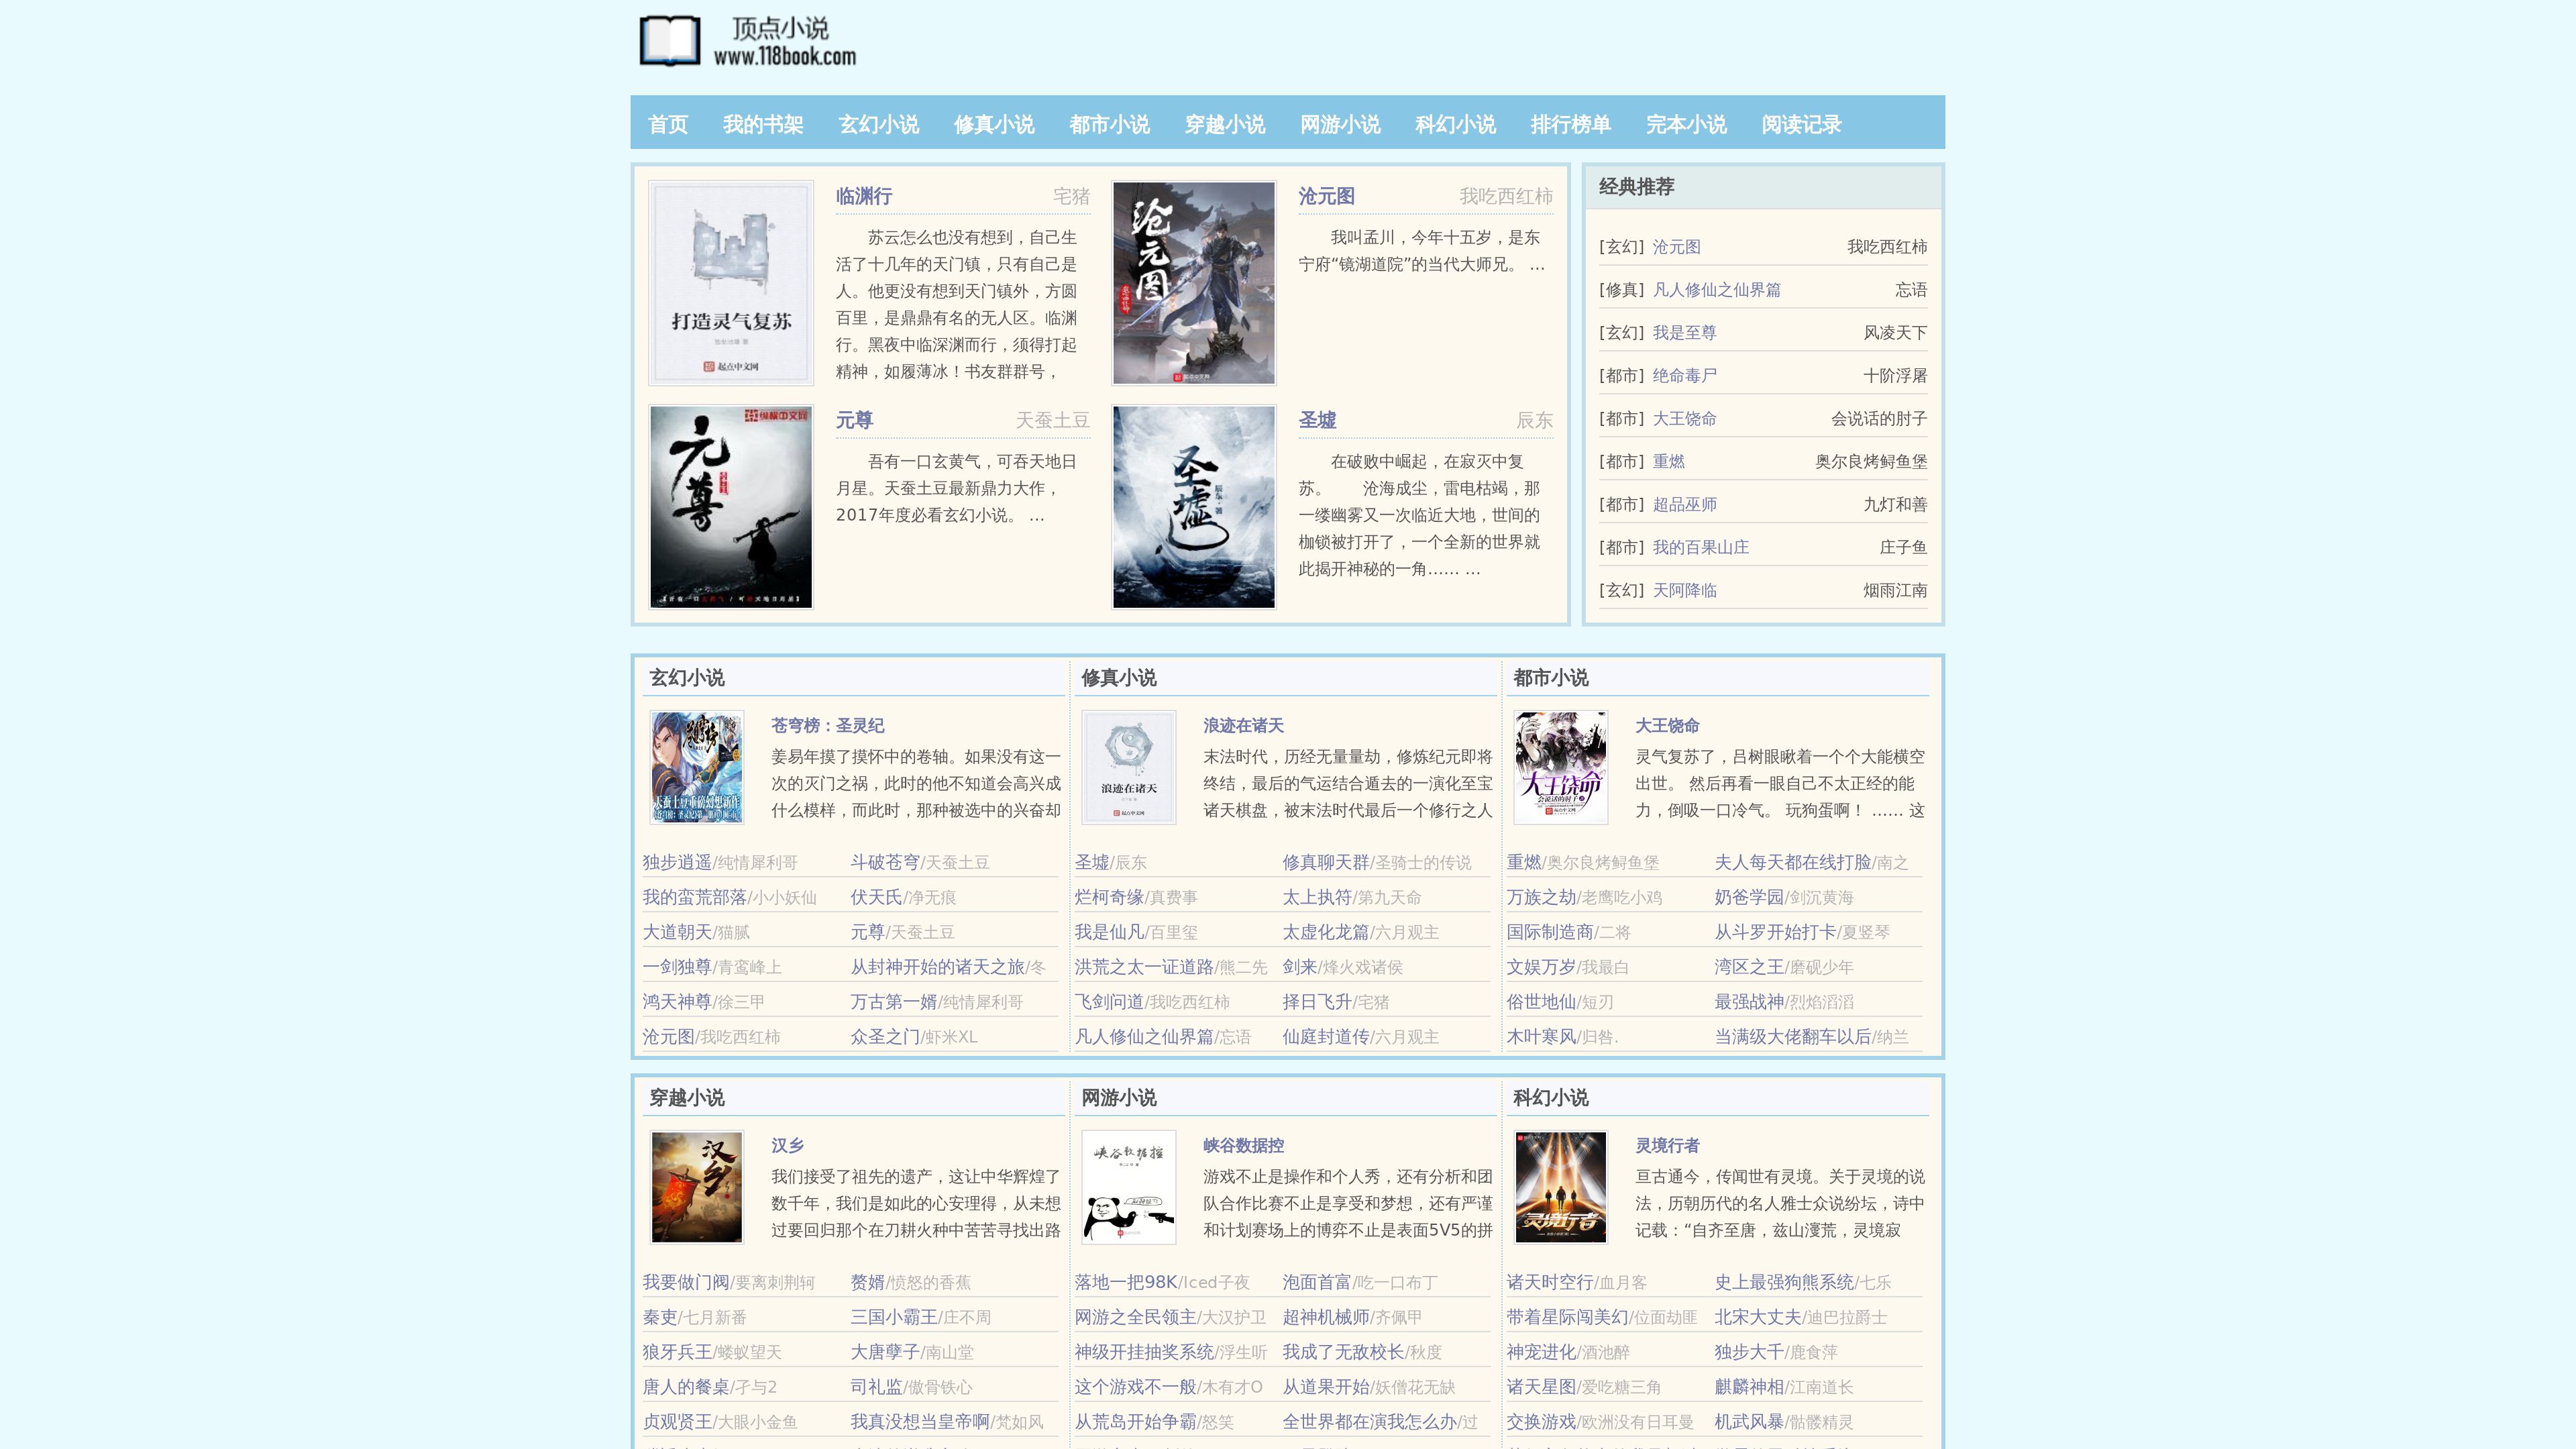 顶点小说
www.118book.com
首页 我的书架 玄幻小说 修真小说 都市小说 穿越小说 网游小说 科幻小说 排行榜单 完本小说 阅读记录
打造灵气复苏
起点中文网
临渊行 宅猪
苏云怎么也没有想到，自己生
活了十几年的天门镇，只有自己是
人。他更没有想到天门镇外，方圆
百里，是鼎鼎有名的无人区。临渊
行。黑夜中临深渊而行，须得打起
精神，如履薄冰！书友群群号，
沧元图
沧元图 我吃西红柿
我叫孟川，今年十五岁，是东
宁府“镜湖道院”的当代大师兄。 ...
纵横中文网
元尊
元尊 天蚕土豆
吾有一口玄黄气，可吞天地日
月星。天蚕土豆最新鼎力大作，
2017年度必看玄幻小说。 ...
圣墟
辰东·著
圣墟 辰东
在破败中崛起，在寂灭中复
苏。 沧海成尘，雷电枯竭，那
一缕幽雾又一次临近大地，世间的
枷锁被打开了，一个全新的世界就
此揭开神秘的一角...... ...
经典推荐
[玄幻] 沧元图 我吃西红柿
[修真] 凡人修仙之仙界篇 忘语
[玄幻] 我是至尊 风凌天下
[都市] 绝命毒尸 十阶浮屠
[都市] 大王饶命 会说话的肘子
[都市] 重燃 奥尔良烤鲟鱼堡
[都市] 超品巫师 九灯和善
[都市] 我的百果山庄 庄子鱼
[玄幻] 天阿降临 烟雨江南
玄幻小说
天蚕土豆重磅幻想新作
苍穹榜：圣灵纪
姜易年摸了摸怀中的卷轴。如果没有这一
次的灭门之祸，此时的他不知道会高兴成
什么模样，而此时，那种被选中的兴奋却
独步逍遥/纯情犀利哥 斗破苍穹/天蚕土豆
我的蛮荒部落/小小妖仙 伏天氏/净无痕
大道朝天/猫腻 元尊/天蚕土豆
一剑独尊/青鸾峰上 从封神开始的诸天之旅/冬
鸿天神尊/徐三甲 万古第一婿/纯情犀利哥
沧元图/我吃西红柿 众圣之门/虾米XL
修真小说
浪迹在诸天
起点中文网
浪迹在诸天
末法时代，历经无量量劫，修炼纪元即将
终结，最后的气运结合遁去的一演化至宝
诸天棋盘，被末法时代最后一个修行之人
圣墟/辰东 修真聊天群/圣骑士的传说
烂柯奇缘/真费事 太上执符/第九天命
我是仙凡/百里玺 太虚化龙篇/六月观主
洪荒之太一证道路/熊二先 剑来/烽火戏诸侯
飞剑问道/我吃西红柿 择日飞升/宅猪
凡人修仙之仙界篇/忘语 仙庭封道传/六月观主
都市小说
大王饶命
会说话的肘子
大王饶命
灵气复苏了，吕树眼瞅着一个个大能横空
出世。 然后再看一眼自己不太正经的能
力，倒吸一口冷气。 玩狗蛋啊！ ...... 这
重燃/奥尔良烤鲟鱼堡 夫人每天都在线打脸/南之
万族之劫/老鹰吃小鸡 奶爸学园/剑沉黄海
国际制造商/二将 从斗罗开始打卡/夏竖琴
文娱万岁/我最白 湾区之王/磨砚少年
俗世地仙/短刃 最强战神/烈焰滔滔
木叶寒风/归咎. 当满级大佬翻车以后/纳兰
穿越小说
汉乡
汉乡
我们接受了祖先的遗产，这让中华辉煌了
数千年，我们是如此的心安理得，从未想
过要回归那个在刀耕火种中苦苦寻找出路
我要做门阀/要离刺荆轲 赘婿/愤怒的香蕉
秦吏/七月新番 三国小霸王/庄不周
狼牙兵王/蝼蚁望天 大唐孽子/南山堂
唐人的餐桌/孑与2 司礼监/傲骨铁心
贞观贤王/大眼小金鱼 我真没想当皇帝啊/梵如风
网游小说
峡谷数据控
峡谷数据控
游戏不止是操作和个人秀，还有分析和团
队合作比赛不止是享受和梦想，还有严谨
和计划赛场上的博弈不止是表面5V5的拼
落地一把98K/Iced子夜 泡面首富/吃一口布丁
网游之全民领主/大汉护卫 超神机械师/齐佩甲
神级开挂抽奖系统/浮生听 我成了无敌校长/秋度
这个游戏不一般/木有才O 从道果开始/妖僧花无缺
从荒岛开始争霸/怒笑 全世界都在演我怎么办/过
科幻小说
灵境行者
灵境行者
亘古通今，传闻世有灵境。关于灵境的说
法，历朝历代的名人雅士众说纷坛，诗中
记载：“自齐至唐，兹山濅荒，灵境寂
诸天时空行/血月客 史上最强狗熊系统/七乐
带着星际闯美幻/位面劫匪 北宋大丈夫/迪巴拉爵士
神宠进化/酒池醉 独步大千/鹿食萍
诸天星图/爱吃糖三角 麒麟神相/江南道长
交换游戏/欧洲没有日耳曼 机武风暴/骷髅精灵